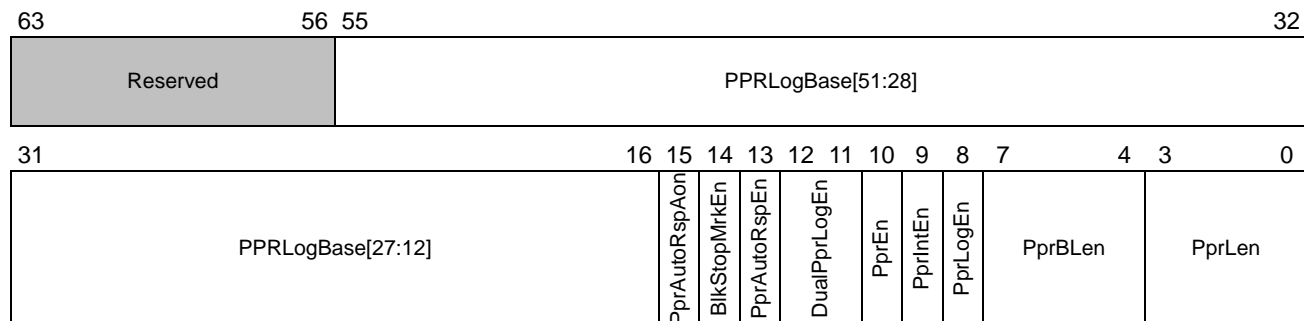 63 56 55 32
Reserved PPRLogBase[51:28]
31 16 15 14 13 12 11 10 9 8 7 4 3 0
PPRLogBase[27:12] PprAutoRspAon BlkStopMrkEn PprAutoRspEn DualPprLogEn PprEn PprIntEn PprLogEn PprBLen PprLen